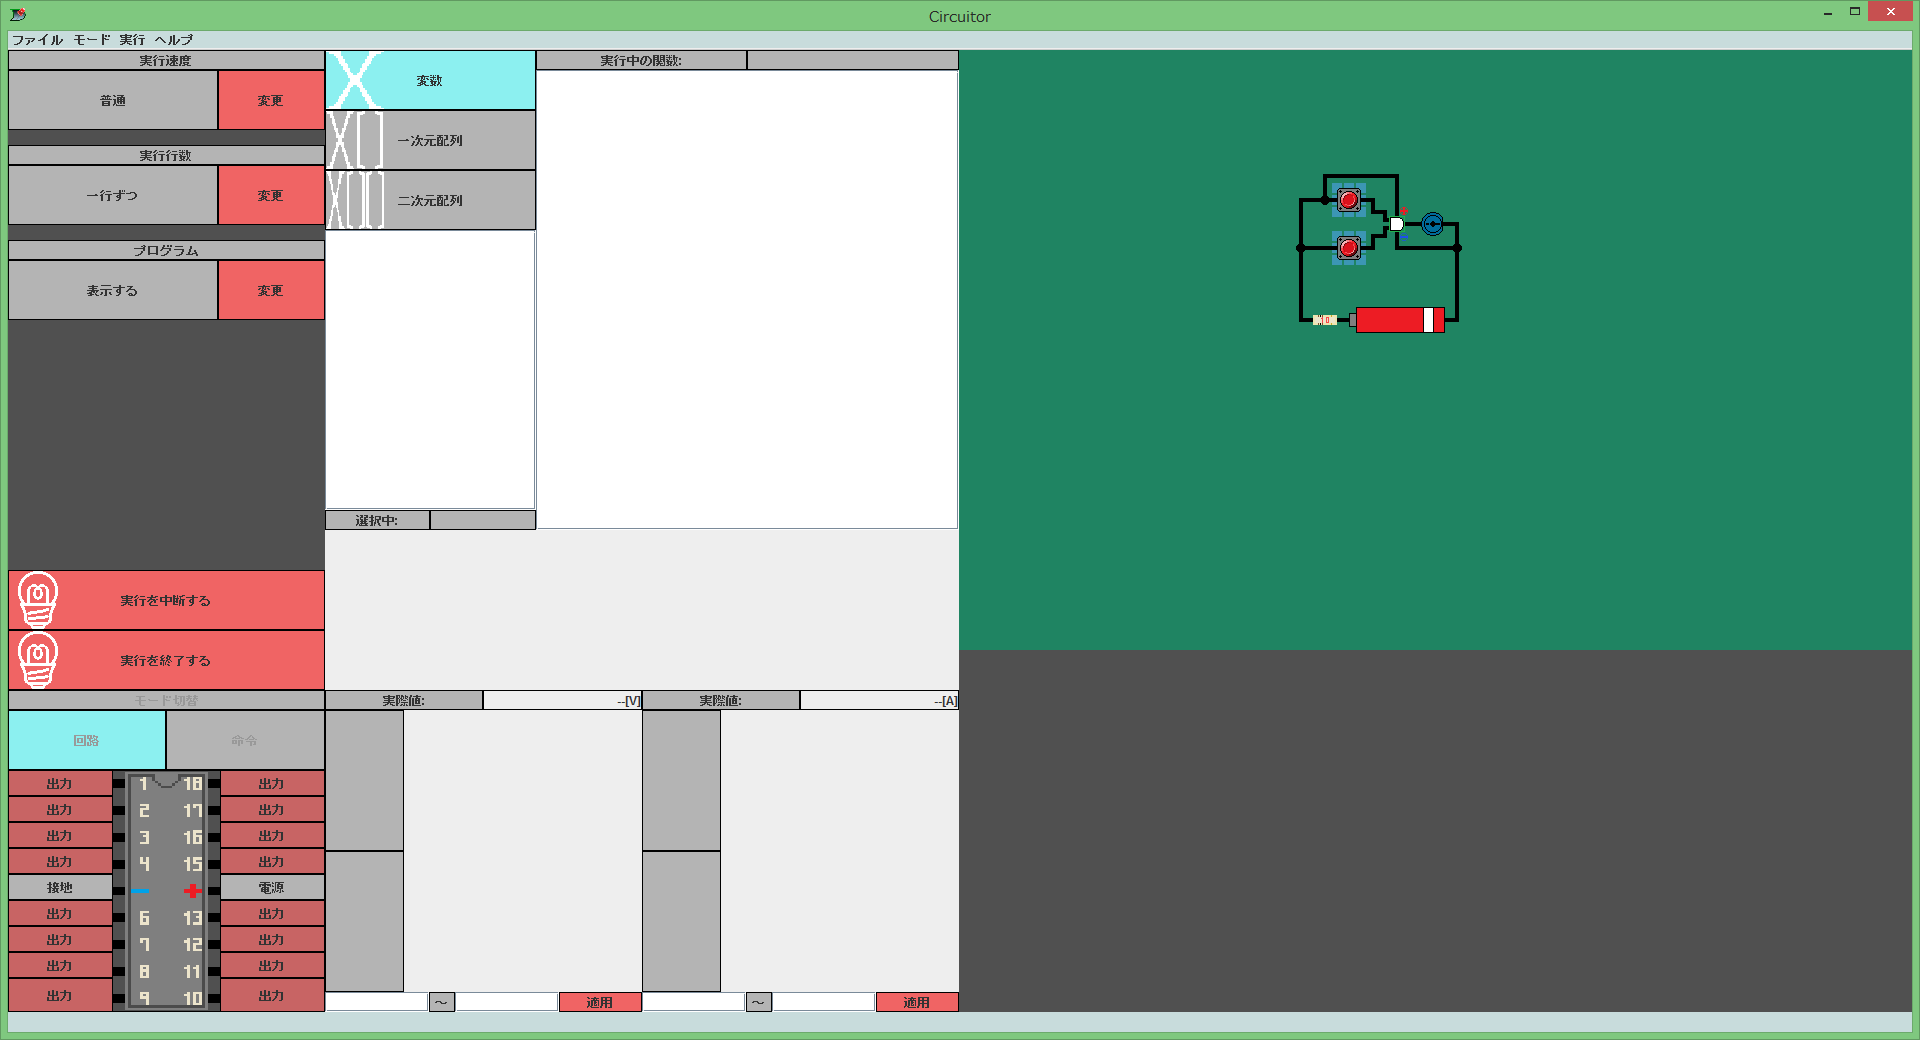 Circuitor
ファイル モード 実行 ヘルプ
実行速度
普通 変更
実行行数
一行ずつ 変更
プログラム
表示する 変更
実行を中断する
実行を終了する
変数
一次元配列
二次元配列
選択中:
実行中の関数:
モード切替
回路 命令
出力 1 18 出力
出力 2 17 出力
出力 3 16 出力
出力 4 15 出力
接地 電源
出力 6 13 出力
出力 7 12 出力
出力 8 11 出力
出力 9 10 出力
実際値: --[V]
～ 適用
実際値: --[A]
～ 適用